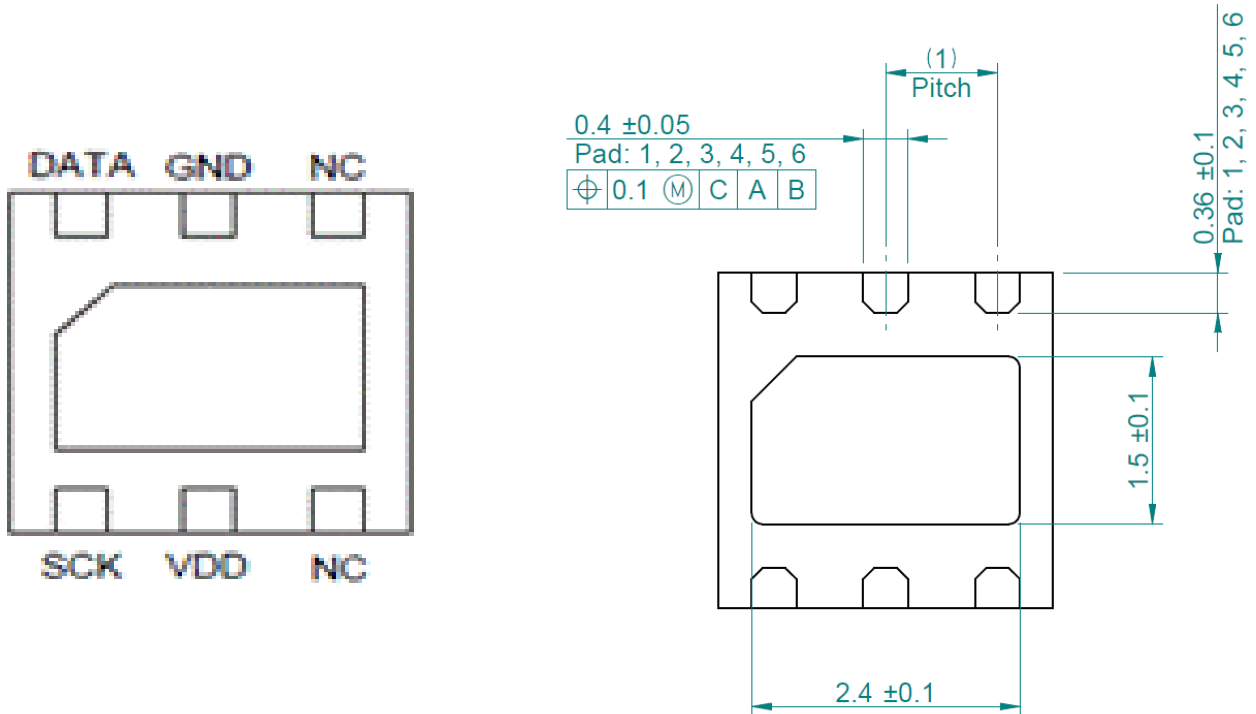 DATA GND NC
SCK VDD NC
(1)
Pitch
0.4 ±0.05
Pad: 1, 2, 3, 4, 5, 6
⌖ 0.1 Ⓜ C A B
0.36 ±0.1
Pad: 1, 2, 3, 4, 5, 6
1.5 ±0.1
2.4 ±0.1